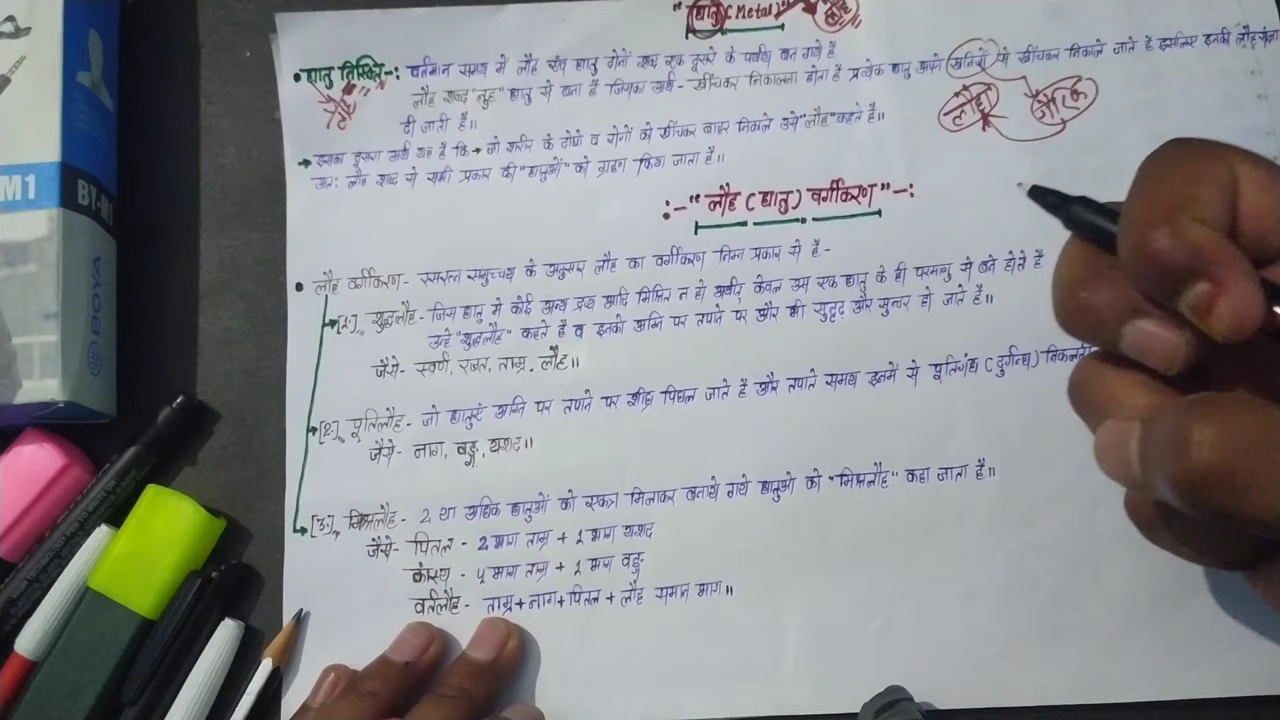 "धातु (Metal)" लौह
• धातु निरुक्ति -: वर्तमान समय में लौह एवं धातु दोनों शब्द एक दूसरे के पर्याय बन गये है
लौह शब्द "लुह" धातु से बना है जिसका अर्थ - खींचकर निकालना होता है प्रत्येक धातु अपने खनिजों से खींचकर निकाले जाते है इसलिए इनकी लौह संज्ञा
दी जाती है॥
लौह
लौह
→ इसका दूसरा अर्थ यह है कि → जो शरीर के दोषो व रोगों को खींचकर बाहर निकाले उसे "लौह" कहते है॥
अतः लौह शब्द से सभी प्रकार की "धातुओं" को ग्रहण किया जाता है॥
:- "लौह (धातु) वर्गीकरण" -:
• लौह वर्गीकरण - रसरत्न समुच्चय के अनुसार लौह का वर्गीकरण निम्न प्रकार से है -
[1.] शुद्धलौह - जिस धातु मे कोई अन्य द्रव्य आदि मिश्रित न हो अर्थात् केवल उस एक धातु के ही परमाणु से बने होते है
उन्हे "शुद्धलौह" कहते है व इनको अग्नि पर तपाने पर और भी सुदृढ और सुन्दर हो जाते है॥
जैसे - स्वर्ण, रजत, ताम्र, लौह॥
[2.] पूतिलौह - जो धातुएं अग्नि पर तपाने पर शीघ्र पिघल जाते है और तपाते समय इनमें से पूतिगंध (दुर्गन्ध) निकलती
जैसे - नाग, वङ्ग, यशद॥
[3.] मिश्रलौह - 2 या अधिक धातुओं को एकत्र मिलाकर बनाये गये धातुओ को "मिश्रलौह" कहा जाता है॥
जैसे - पितल - 2 भाग ताम्र + 1 भाग यशद
कांस्य - 4 भाग ताम्र + 1 भाग वङ्ग
वर्तलौह - ताम्र + नाग + पितल + लौह समान भाग॥
M1
BY-M1
BOYA